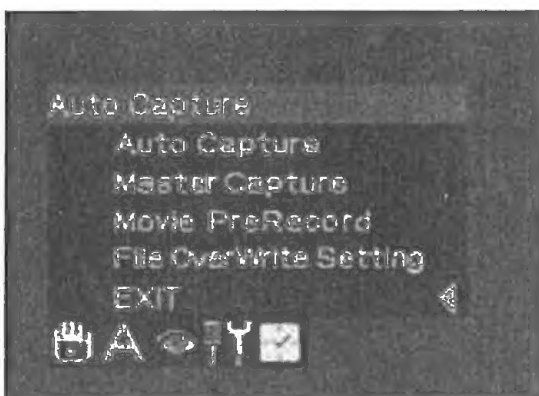 Auto Capture
Auto Capture
Master Capture
Movie PreRecord
File OverWrite Setting
EXIT